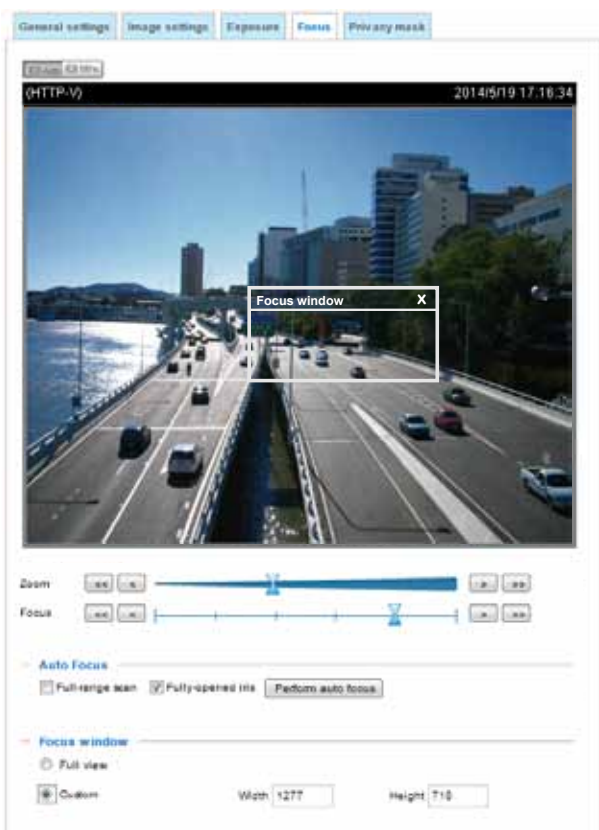 General settings Image settings Exposure Focus Privacy mask
(HTTP-V) 2014/5/19 17:16:34
Focus window X
Zoom << < > >>
Focus << < > >>
Auto Focus
Full-range scan Fully-opened iris Perform auto focus
Focus window
Full view
Custom Width 1277 Height 710